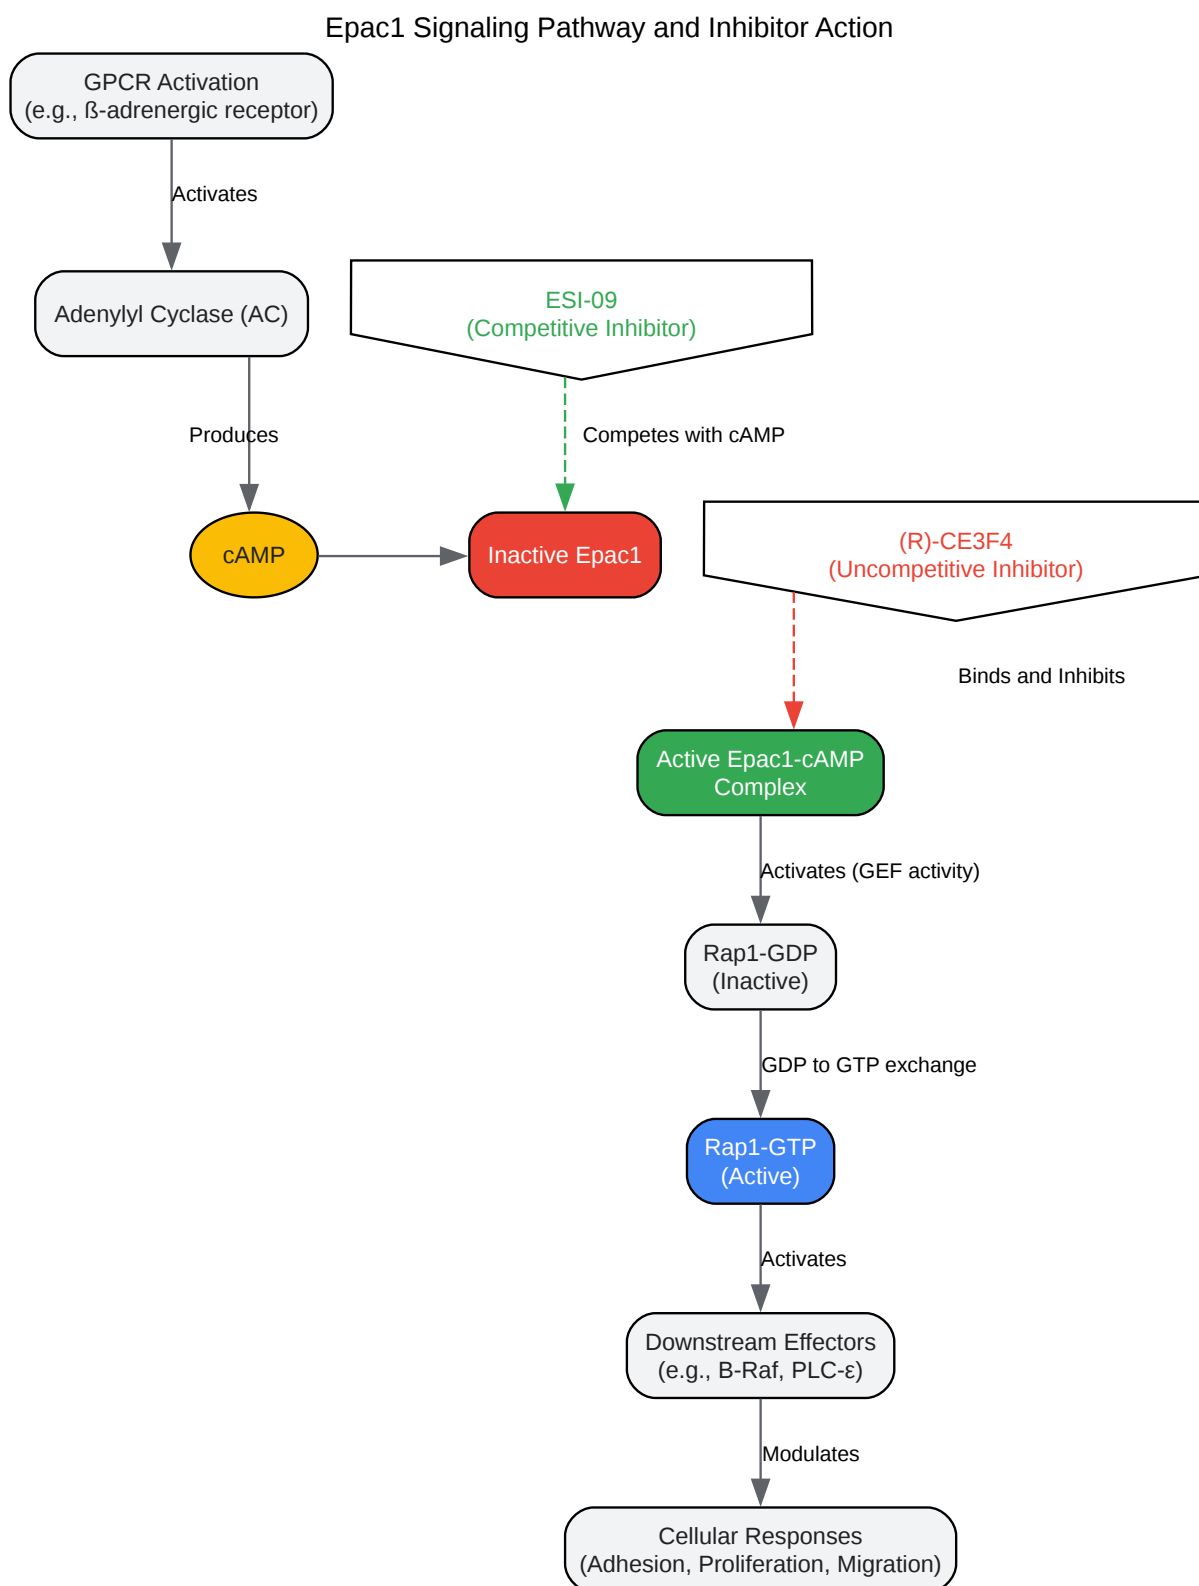 Epac1 Signaling Pathway and Inhibitor Action
GPCR Activation
(e.g., ß-adrenergic receptor)
Activates
Adenylyl Cyclase (AC)
ESI-09
(Competitive Inhibitor)
Produces
Competes with cAMP
cAMP
Inactive Epac1
(R)-CE3F4
(Uncompetitive Inhibitor)
Binds and Inhibits
Active Epac1-cAMP
Complex
Activates (GEF activity)
Rap1-GDP
(Inactive)
GDP to GTP exchange
Rap1-GTP
(Active)
Activates
Downstream Effectors
(e.g., B-Raf, PLC-ε)
Modulates
Cellular Responses
(Adhesion, Proliferation, Migration)